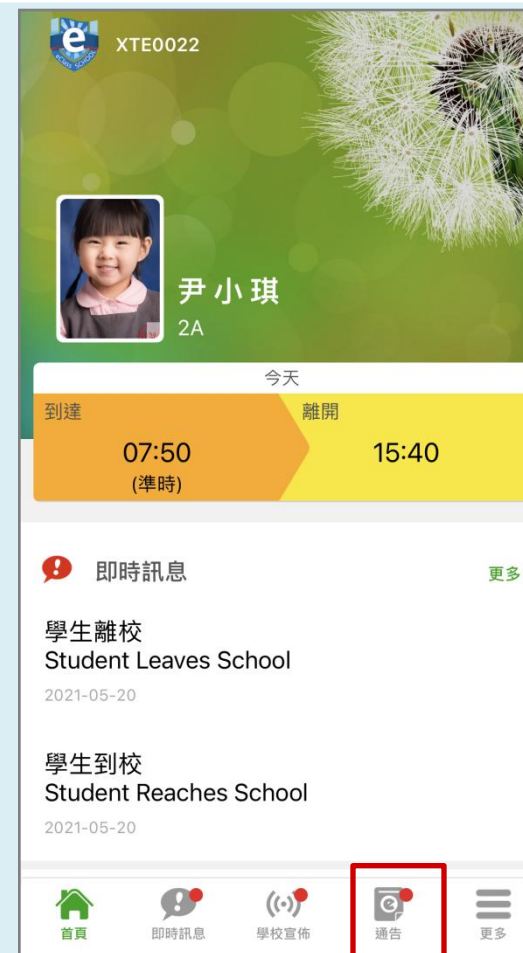 e
XTE0022
尹小琪
2A
今天
到達
離開
07:50
15:40
(準時)
即時訊息
更多
學生離校
Student Leaves School
2021-05-20
學生到校
Student Reaches School
2021-05-20
首頁
即時訊息
學校宣佈
通告
更多